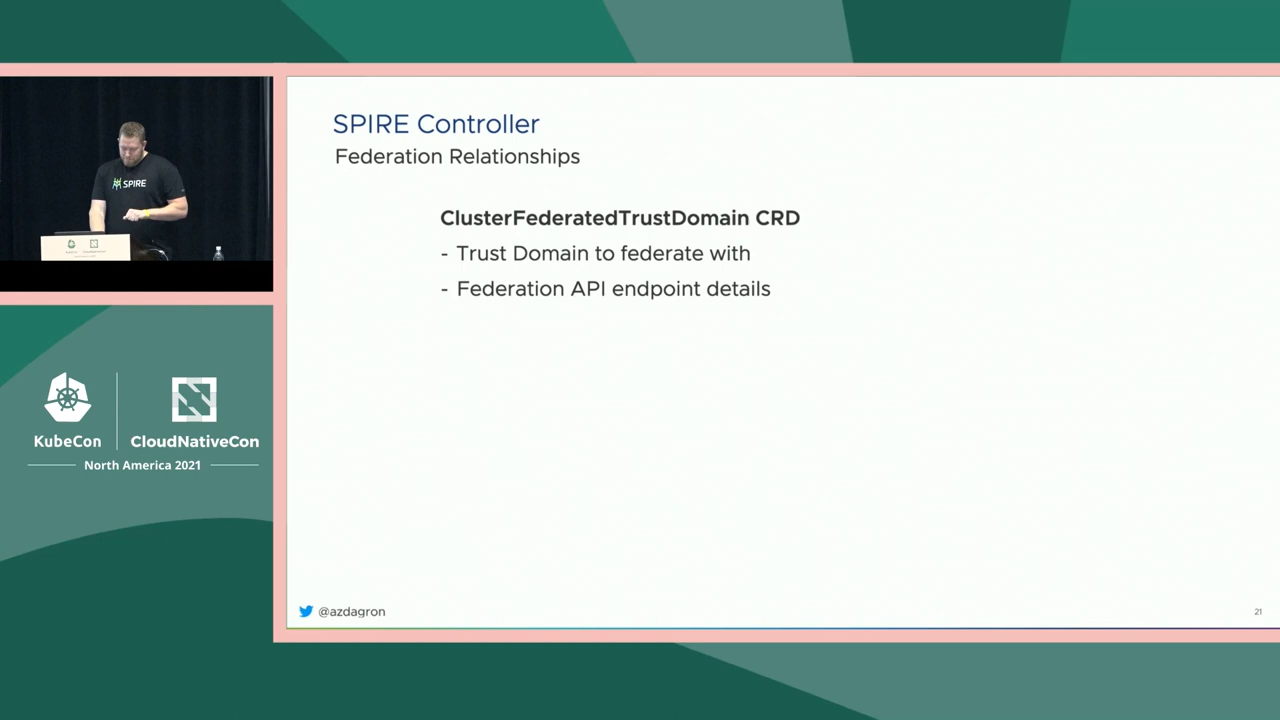 SPIRE Controller
Federation Relationships
ClusterFederatedTrustDomain CRD
- Trust Domain to federate with
- Federation API endpoint details
SPIRE
KubeCon
CloudNativeCon
North America 2021
@azdagron
21